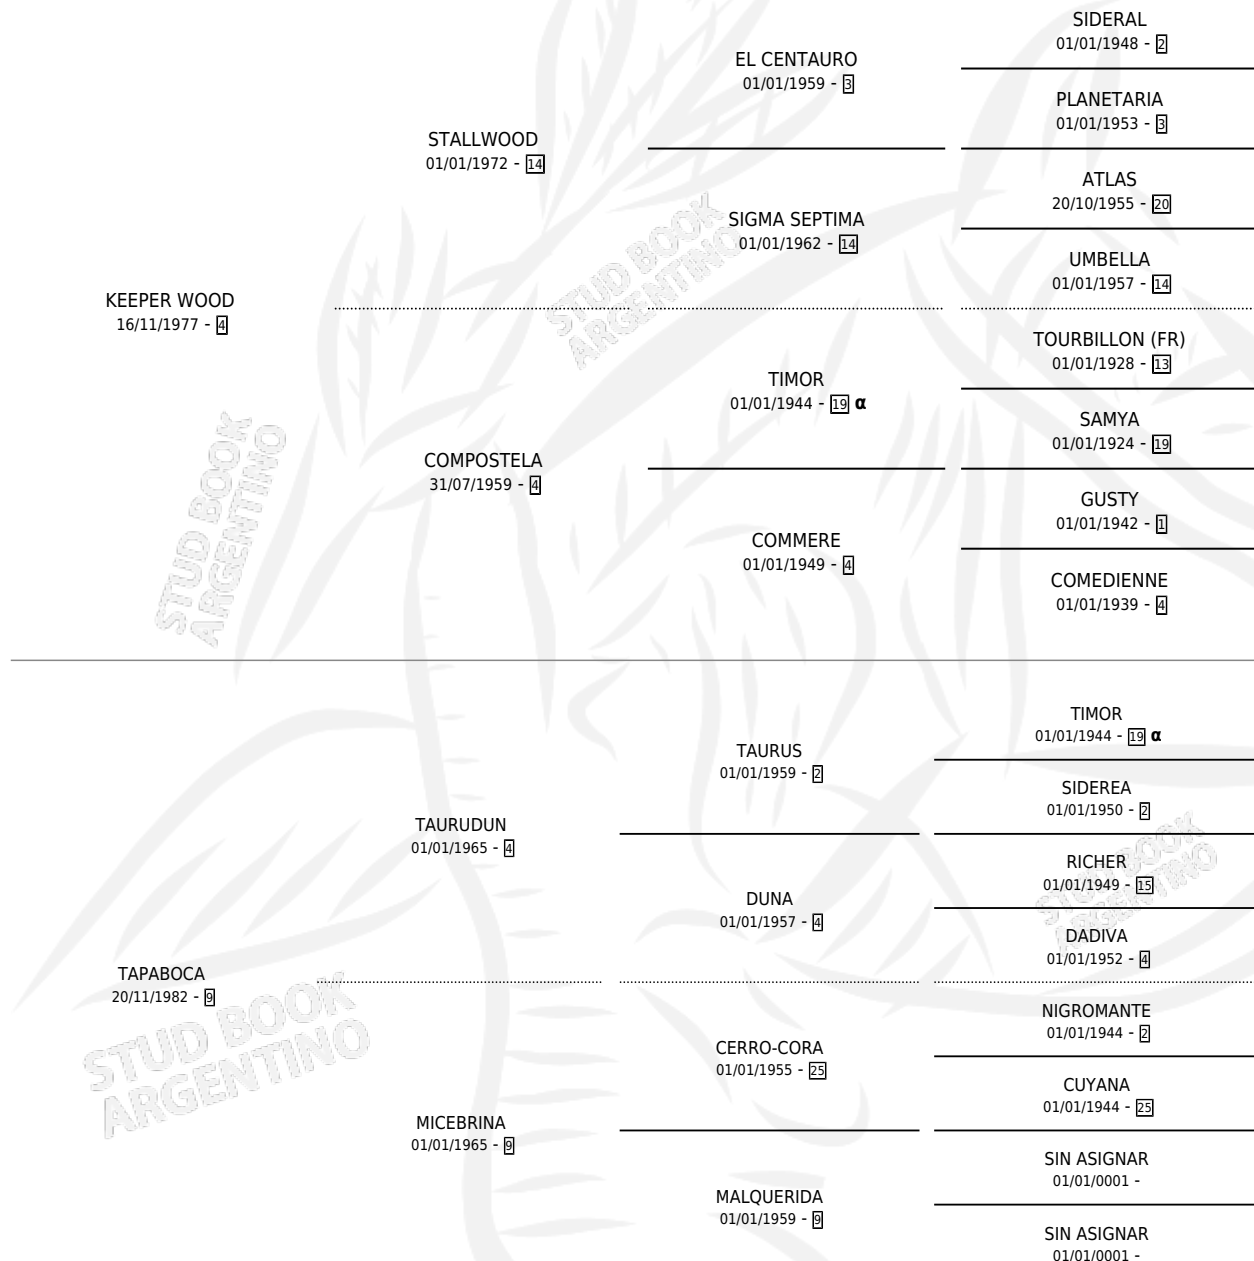 SIDERAL
01/01/1948 - 2
EL CENTAURO
01/01/1959 - 3
PLANETARIA
01/01/1953 - 3
STALLWOOD
01/01/1972 - 14
ATLAS
20/10/1955 - 20
SIGMA SEPTIMA
01/01/1962 - 14
UMBELLA
01/01/1957 - 14
KEEPER WOOD
16/11/1977 - 4
TOURBILLON (FR)
01/01/1928 - 13
TIMOR
01/01/1944 - 19 α
SAMYA
01/01/1924 - 19
COMPOSTELA
31/07/1959 - 4
GUSTY
01/01/1942 - 1
COMMERE
01/01/1949 - 4
COMEDIENNE
01/01/1939 - 4
TIMOR
01/01/1944 - 19 α
TAURUS
01/01/1959 - 2
SIDEREA
01/01/1950 - 2
TAURUDUN
01/01/1965 - 4
RICHER
01/01/1949 - 15
DUNA
01/01/1957 - 4
DADIVA
01/01/1952 - 4
TAPABOCA
20/11/1982 - 9
NIGROMANTE
01/01/1944 - 2
CERRO-CORA
01/01/1955 - 25
CUYANA
01/01/1944 - 25
MICEBRINA
01/01/1965 - 9
SIN ASIGNAR
01/01/0001 -
MALQUERIDA
01/01/1959 - 9
SIN ASIGNAR
01/01/0001 -
STUD BOOK
ARGENTINO
STUD BOOK
ARGENTINO
STUD BOOK
ARGENTINO
STUD BOOK
ARGENTINO